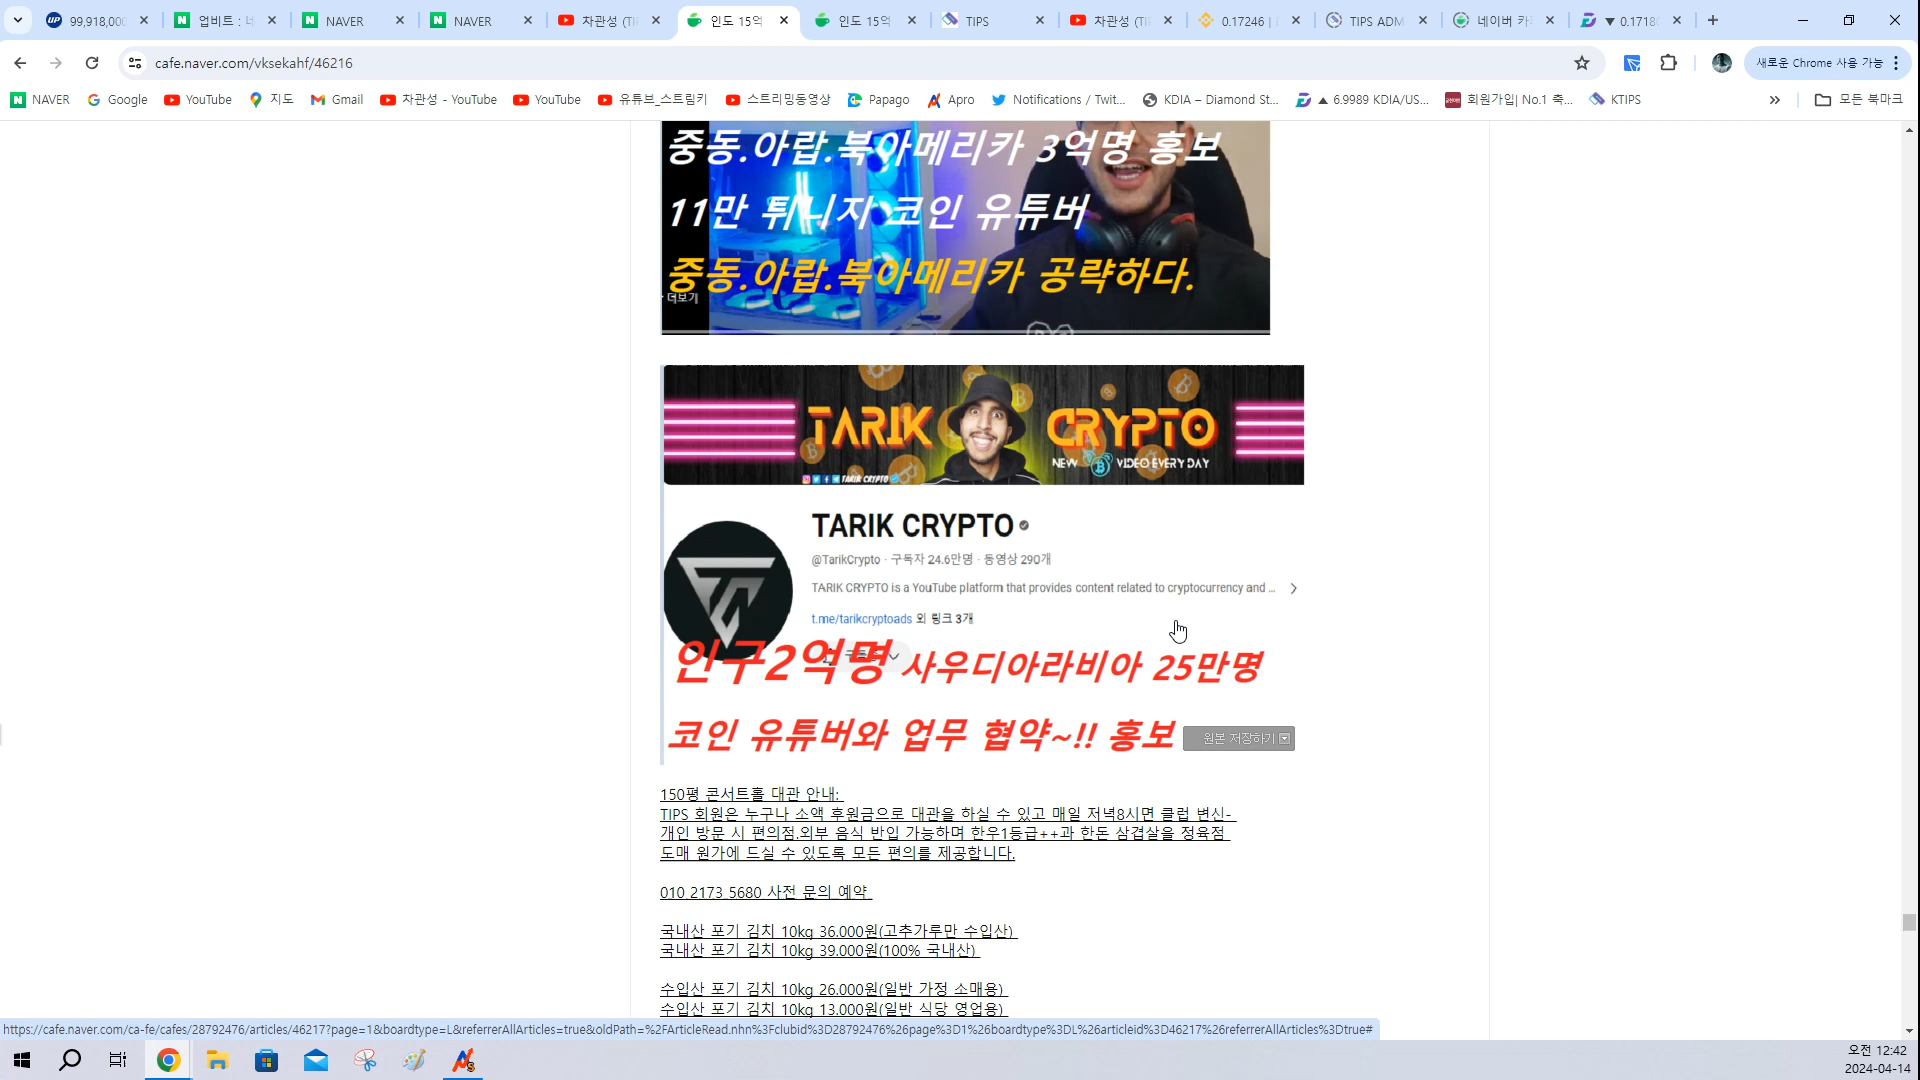 99,918,000
업비트 : 네
NAVER
NAVER
차관성 (TI
인도 15억
인도 15억
TIPS
차관성 (TI
0.17246 |
TIPS ADM
네이버 카
▼ 0.1718
cafe.naver.com/vksekahf/46216
새로운 Chrome 사용 가능
NAVER
Google
YouTube
지도
Gmail
차관성 - YouTube
YouTube
유튜브_스트림키
스트리밍동영상
Papago
Apro
Notifications / Twit...
KDIA – Diamond St...
▲ 6.9989 KDIA/US...
회원가입| No.1 축...
KTIPS
모든 북마크
중동.아랍.북아메리카 3억명 홍보
11만 튀니지 코인 유튜버
중동.아랍.북아메리카 공략하다.
더보기
TARIK CRYPTO
NEW VIDEO EVERY DAY
TARIK CRYPTO
TARIK CRYPTO
@TarikCrypto · 구독자 24.6만명 · 동영상 290개
TARIK CRYPTO is a YouTube platform that provides content related to cryptocurrency and ...
t.me/tarikcryptoads 외 링크 3개
인구2억명 사우디아라비아 25만명
코인 유튜버와 업무 협약~!! 홍보
원본 저장하기
150평 콘서트홀 대관 안내:
TIPS 회원은 누구나 소액 후원금으로 대관을 하실 수 있고 매일 저녁8시면 클럽 변신-
개인 방문 시 편의점.외부 음식 반입 가능하며 한우1등급++과 한돈 삼겹살을 정육점
도매 원가에 드실 수 있도록 모든 편의를 제공합니다.
010 2173 5680 사전 문의 예약
국내산 포기 김치 10kg 36.000원(고추가루만 수입산)
국내산 포기 김치 10kg 39.000원(100% 국내산)
수입산 포기 김치 10kg 26.000원(일반 가정 소매용)
수입산 포기 김치 10kg 13.000원(일반 식당 영업용)
https://cafe.naver.com/ca-fe/cafes/28792476/articles/46217?page=1&boardtype=L&referrerAllArticles=true&oldPath=%2FArticleRead.nhn%3Fclubid%3D28792476%26page%3D1%26boardtype%3DL%26articleid%3D46217%26referrerAllArticles%3Dtrue#
오전 12:42
2024-04-14